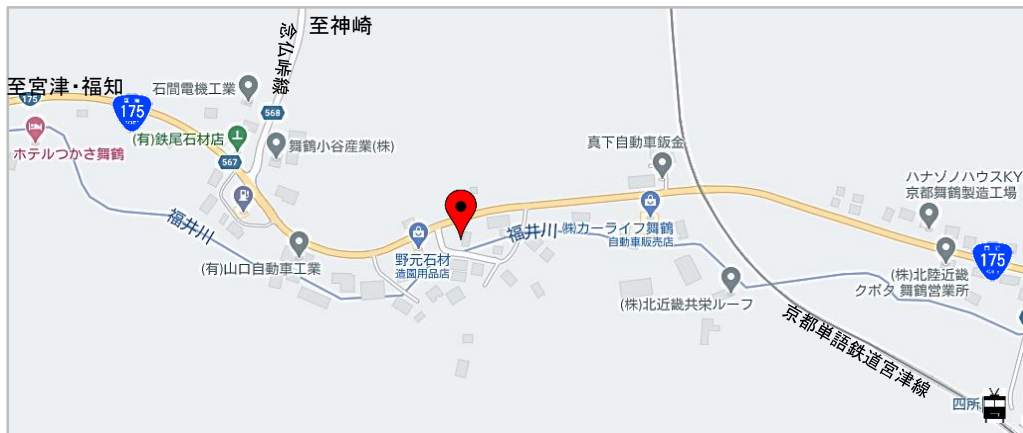 至神崎
念仏峠線
至宮津・福知
175
175
石間電機工業
568
(有)鉄尾石材店
ホテルつかさ舞鶴
舞鶴小谷産業(株)
567
真下自動車鈑金
ハナゾノハウスKY
京都舞鶴製造工場
福井川
福井川
(株)カーライフ舞鶴
自動車販売店
野元石材
造園用品店
(有)山口自動車工業
175
(株)北陸近畿
クボタ 舞鶴営業所
(株)北近畿共栄ルーフ
京都単語鉄道宮津線
四所